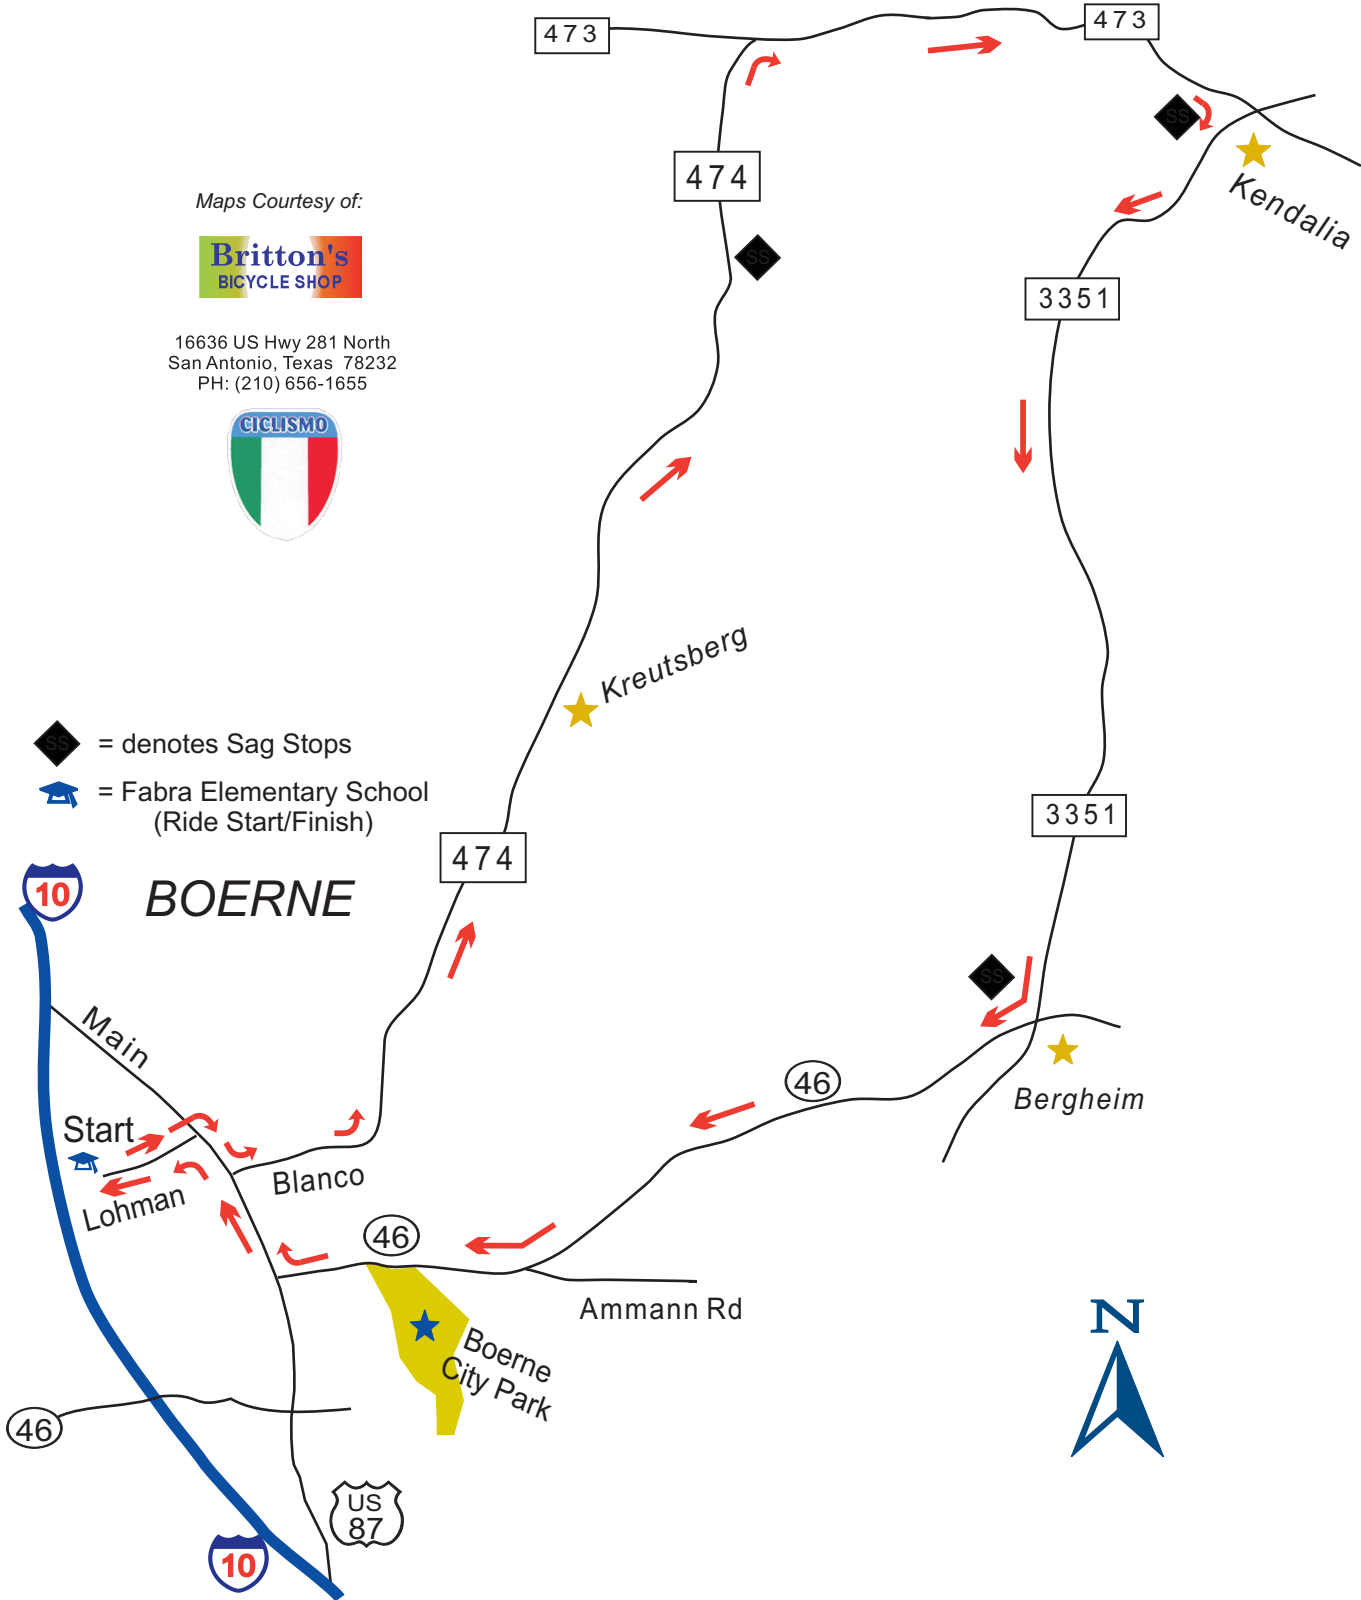 473
473
SS
474
Kendalia
Maps Courtesy of:
Britton's
BICYCLE SHOP
SS
3351
16636 US Hwy 281 North
San Antonio, Texas 78232
PH: (210) 656-1655
CICLISMO
Kreutsberg
SS = denotes Sag Stops
= Fabra Elementary School
(Ride Start/Finish)
3351
474
10
BOERNE
SS
Main
46
Bergheim
Start
Blanco
Lohman
46
Ammann Rd
N
Boerne
City Park
46
US
87
10